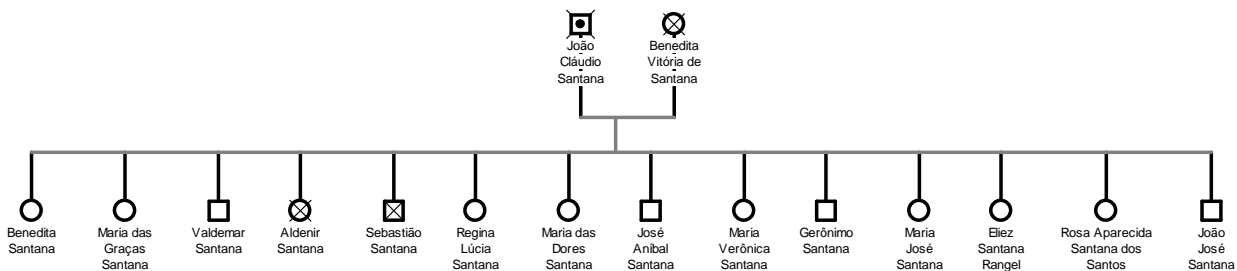 João
Cláudio
Santana
Benedita
Vitória de
Santana
Benedita
Santana
Maria das
Graças
Santana
Valdemar
Santana
Aldenir
Santana
Sebastião
Santana
Regina
Lúcia
Santana
Maria das
Dores
Santana
José
Aníbal
Santana
Maria
Verônica
Santana
Gerônimo
Santana
Maria
José
Santana
Eliez
Santana
Rangel
Rosa Aparecida
Santana dos
Santos
João
José
Santana